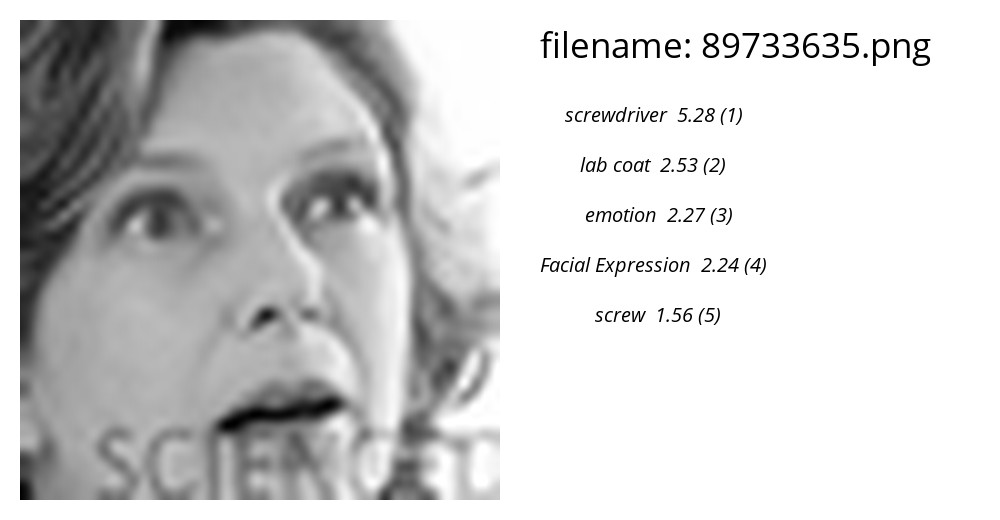 filename: 89733635.png
screwdriver 5.28 (1)
lab coat 2.53 (2)
emotion 2.27 (3)
Facial Expression 2.24 (4)
screw 1.56 (5)